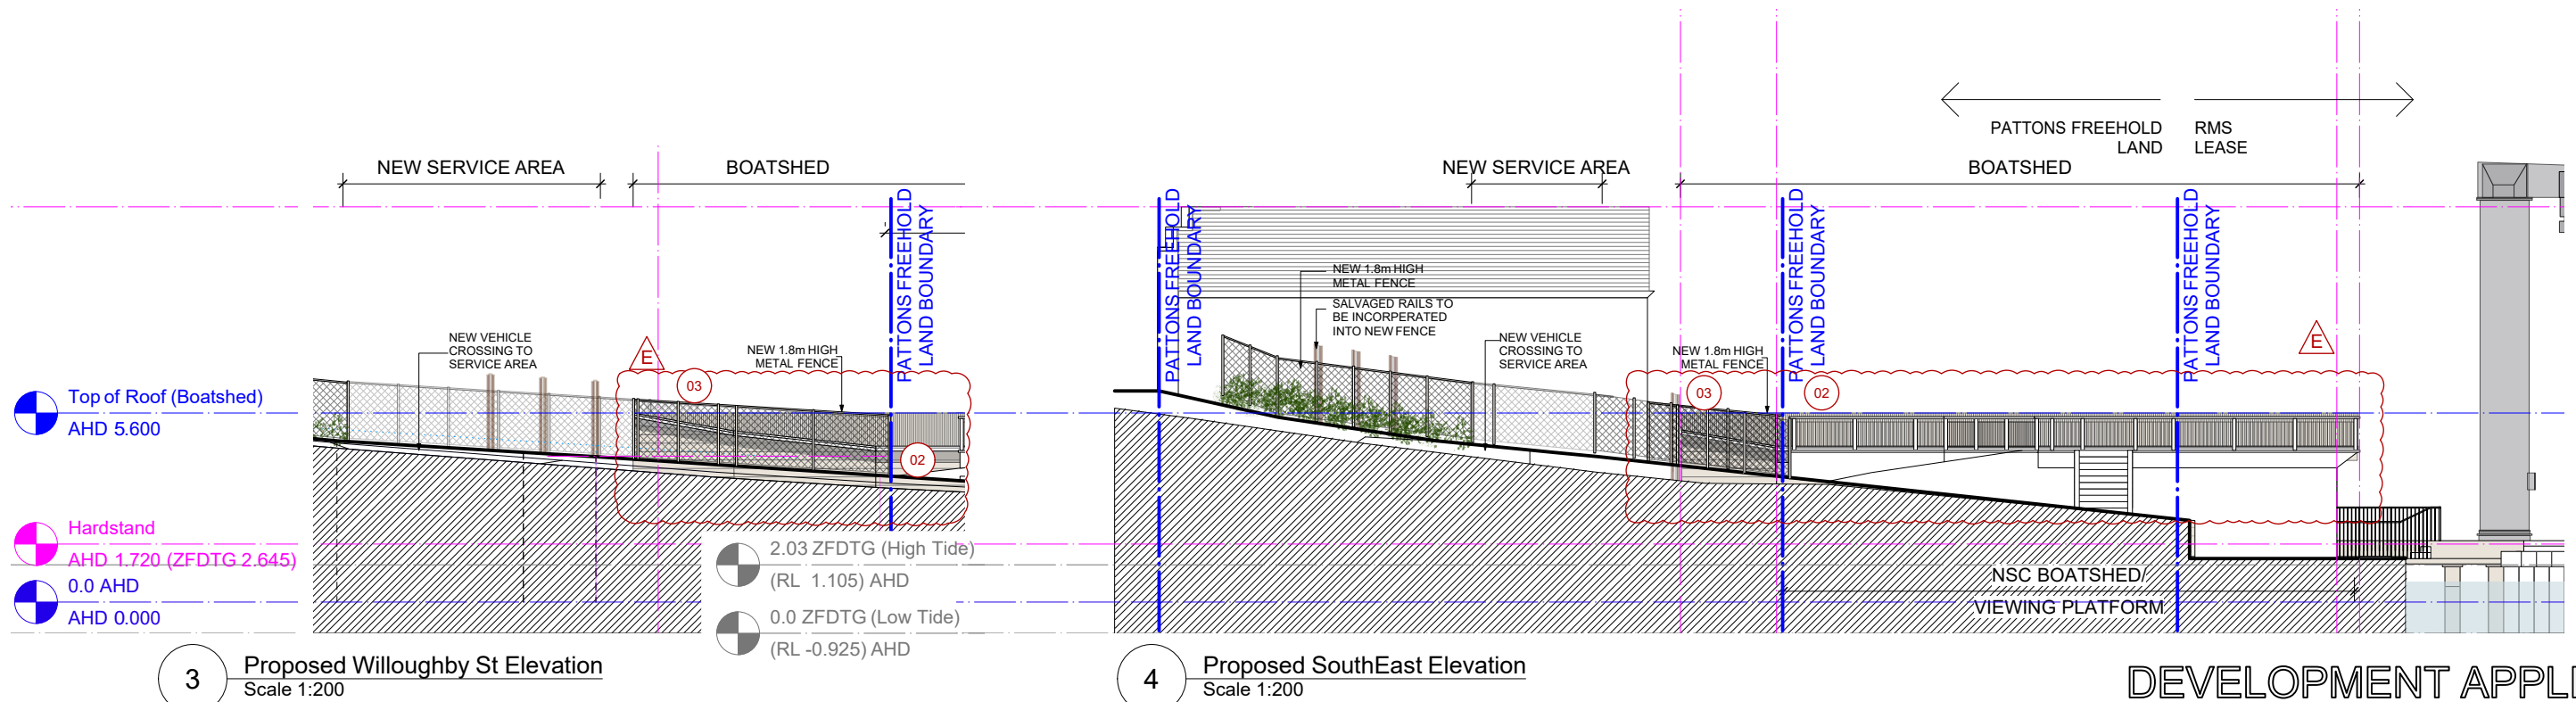 PATTONS FREEHOLD
LAND
RMS
LEASE
NEW SERVICE AREA
BOATSHED
NEW SERVICE AREA
BOATSHED
PATTONS FREEHOLD
LAND BOUNDARY
PATTONS FREEHOLD
LAND BOUNDARY
PATTONS FREEHOLD
LAND BOUNDARY
PATTONS FREEHOLD
LAND BOUNDARY
NEW 1.8m HIGH
METAL FENCE
SALVAGED RAILS TO
BE INCORPERATED
INTO NEW FENCE
NEW VEHICLE
CROSSING TO
SERVICE AREA
E
NEW 1.8m HIGH
METAL FENCE
NEW VEHICLE
CROSSING TO
SERVICE AREA
NEW 1.8m HIGH
METAL FENCE
E
03
02
03
02
Top of Roof (Boatshed)
AHD 5.600
Hardstand
AHD 1.720 (ZFDTG 2.645)
0.0 AHD
AHD 0.000
2.03 ZFDTG (High Tide)
(RL 1.105) AHD
0.0 ZFDTG (Low Tide)
(RL -0.925) AHD
NSC BOATSHED/
VIEWING PLATFORM
3
Proposed Willoughby St Elevation
Scale 1:200
4
Proposed SouthEast Elevation
Scale 1:200
DEVELOPMENT APPLI